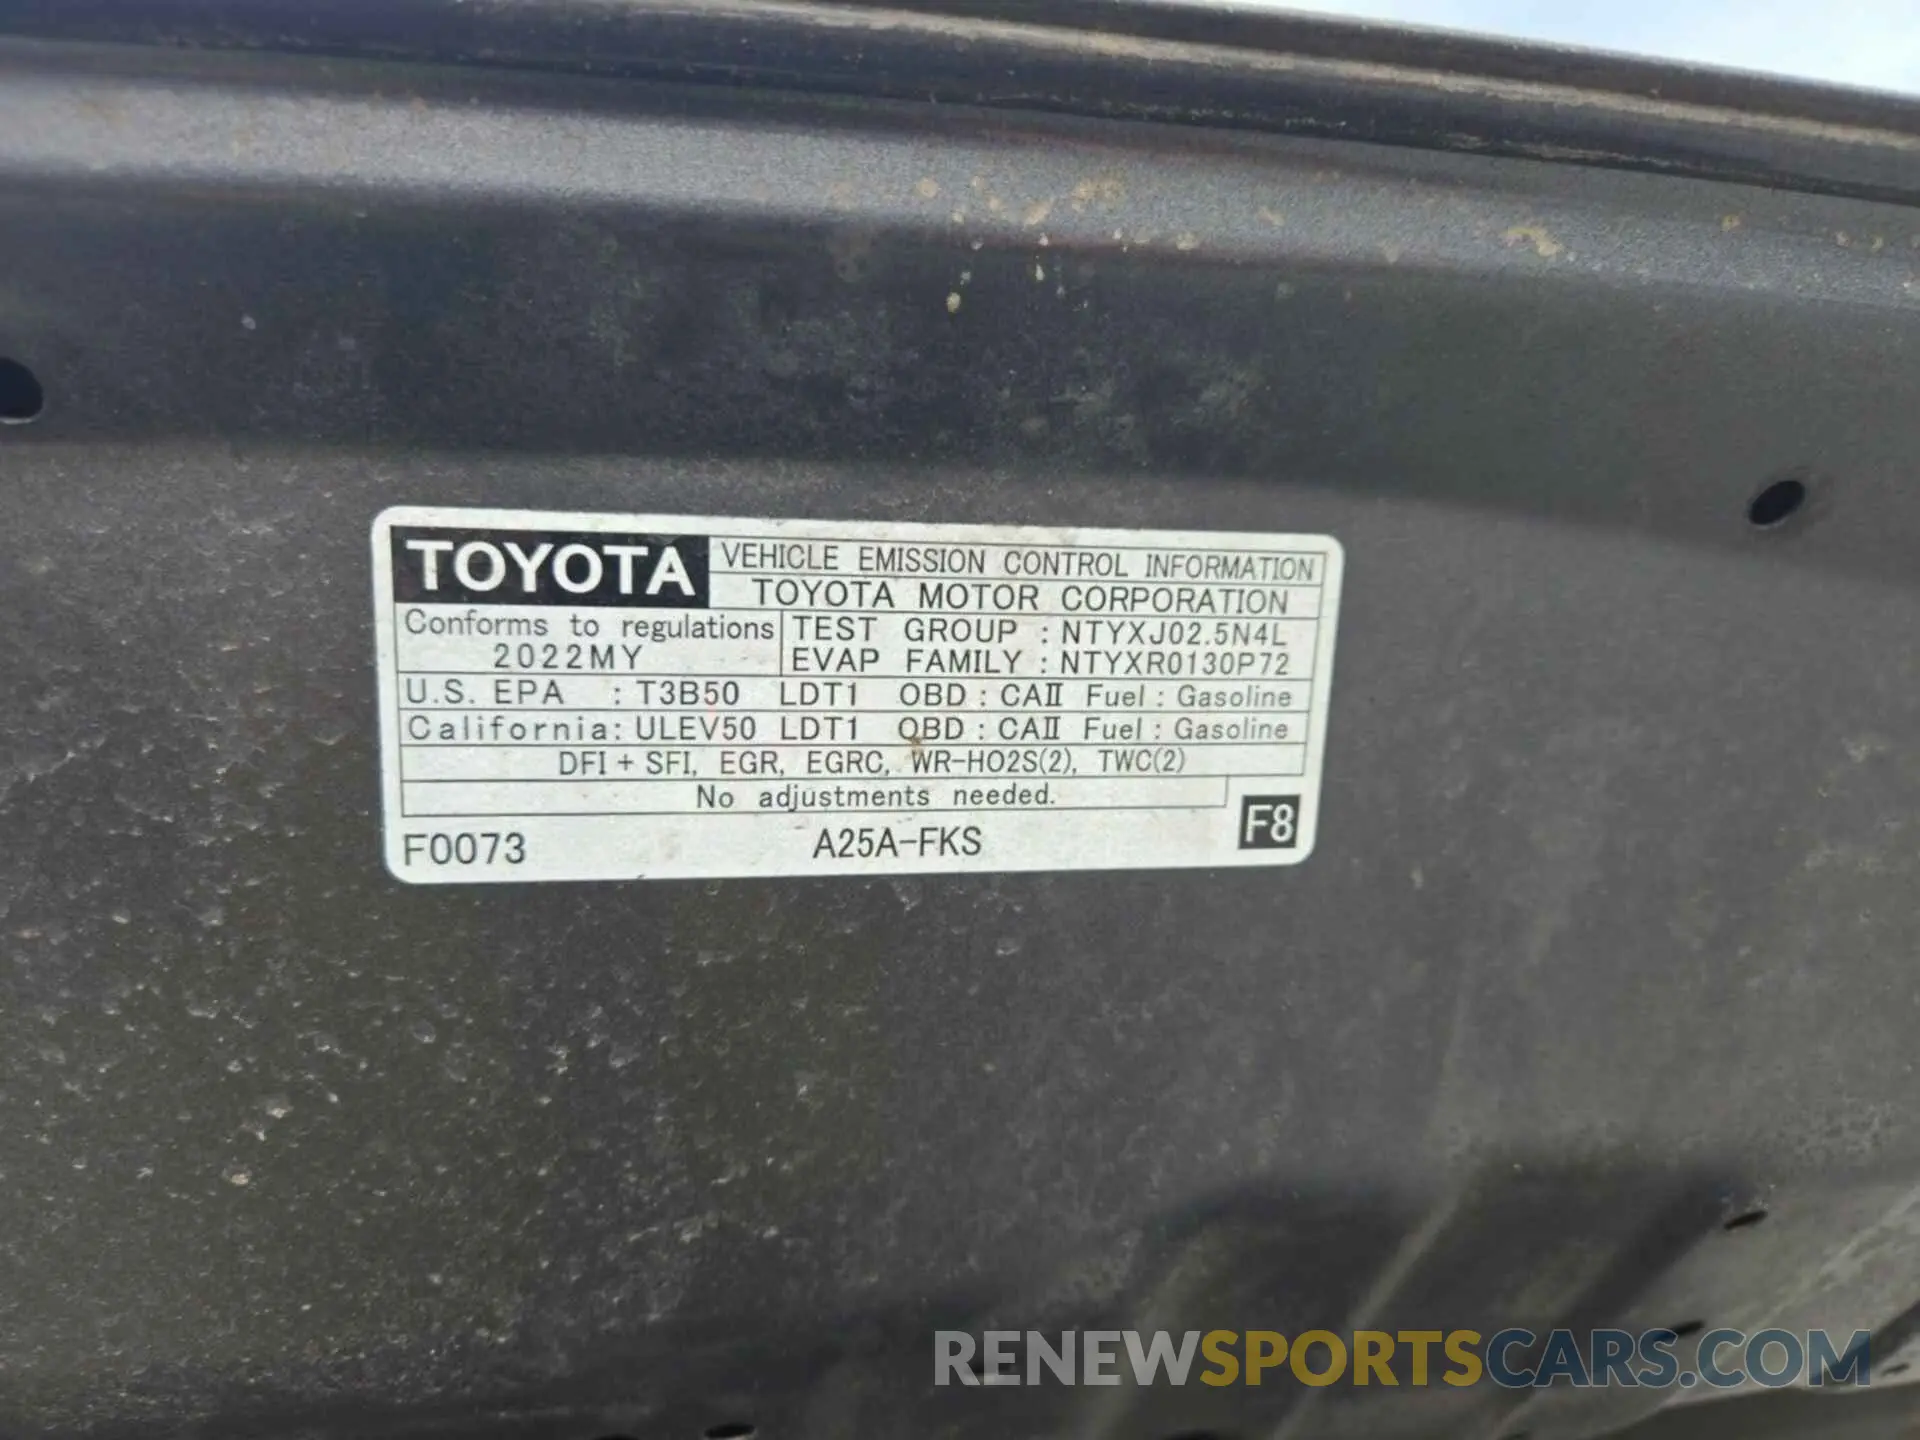 TOYOTA VEHICLE EMISSION CONTROL INFORMATION
TOYOTA MOTOR CORPORATION
Conforms to regulations TEST GROUP : NTYXJ02.5N4L
2022MY EVAP FAMILY : NTYXR0130P72
U.S. EPA : T3B50 LDT1 OBD : CAⅡ Fuel : Gasoline
California: ULEV50 LDT1 OBD : CAⅡ Fuel : Gasoline
DFI + SFI, EGR, EGRC, WR-HO2S(2), TWC(2)
No adjustments needed.
F0073 A25A-FKS F8
RENEWSPORTSCARS.COM